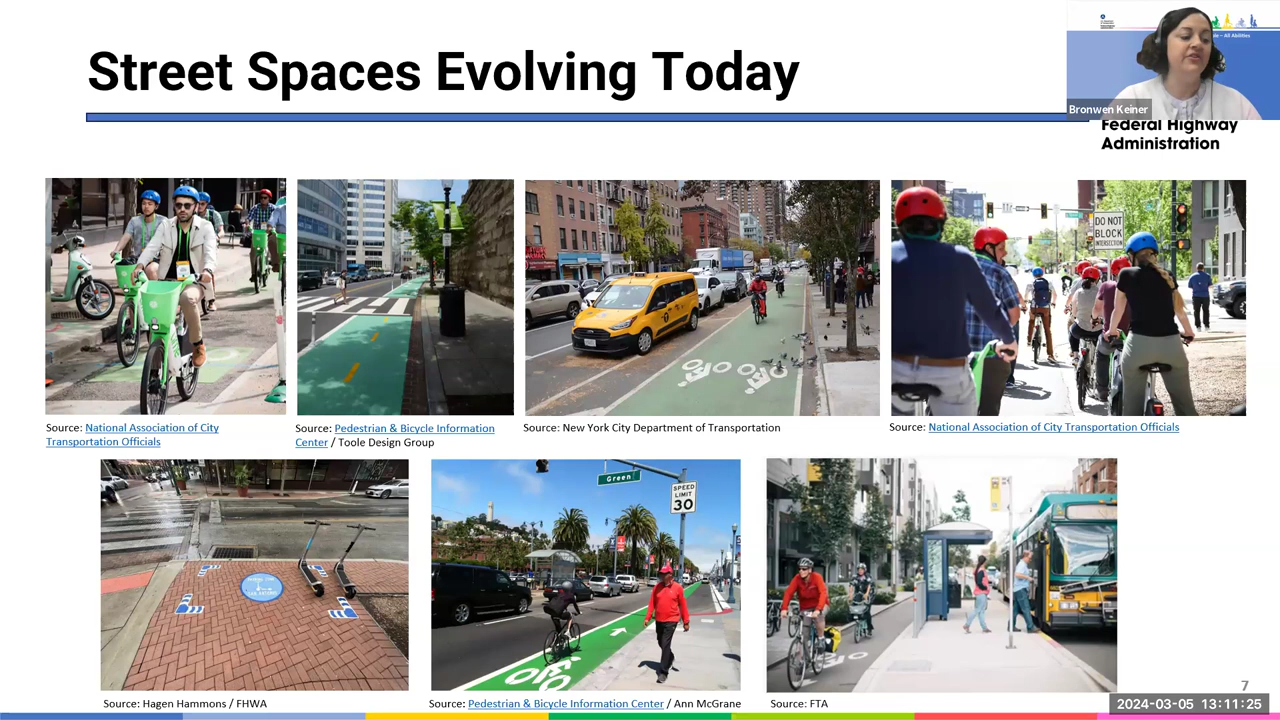 Street Spaces Evolving Today
Bronwen Keiner
Federal Highway
Administration
DO NOT
BLOCK
INTERSECTION
Source: National Association of City
Transportation Officials
Source: Pedestrian & Bicycle Information
Center / Toole Design Group
Source: New York City Department of Transportation
Source: National Association of City Transportation Officials
Green
SPEED
LIMIT
30
Source: Hagen Hammons / FHWA
Source: Pedestrian & Bicycle Information Center / Ann McGrane
Source: FTA
7
2024-03-05 13:11:25